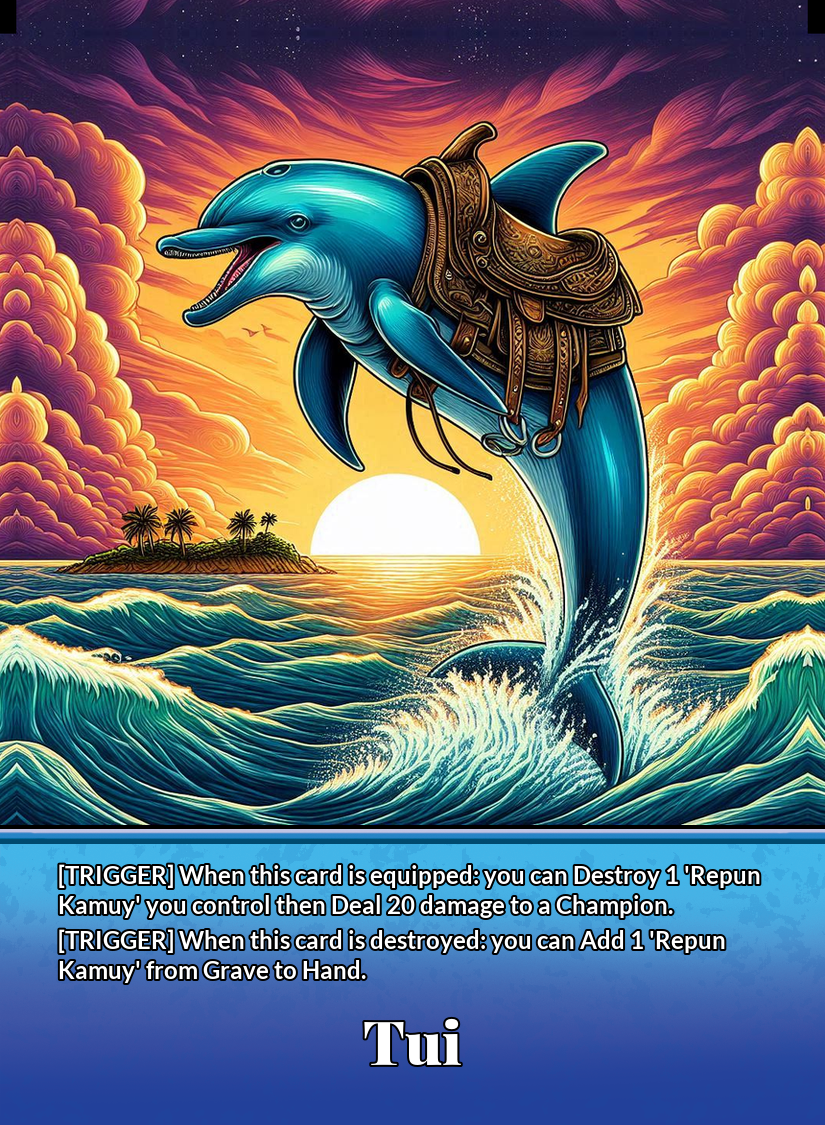 [TRIGGER] When this card is equipped: you can Destroy 1 'Repun
Kamuy' you control then Deal 20 damage to a Champion.
[TRIGGER] When this card is destroyed: you can Add 1 'Repun
Kamuy' from Grave to Hand.
Tui